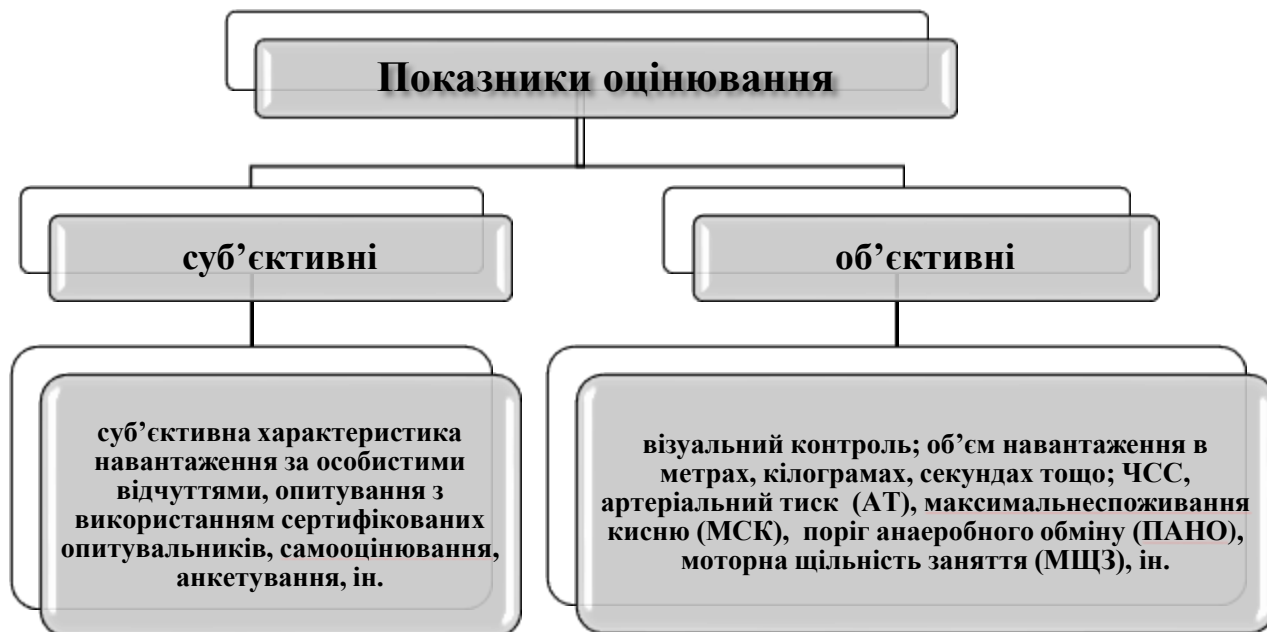 Показники оцінювання
суб’єктивні
об’єктивні
суб’єктивна характеристика
навантаження за особистими
відчуттями, опитування з
використанням сертифікованих
опитувальників, самооцінювання,
анкетування, ін.
візуальний контроль; об’єм навантаження в
метрах, кілограмах, секундах тощо; ЧСС,
артеріальний тиск (АТ), максимальнеспоживання
кисню (МСК), поріг анаеробного обміну (ПАНО),
моторна щільність заняття (МЩЗ), ін.